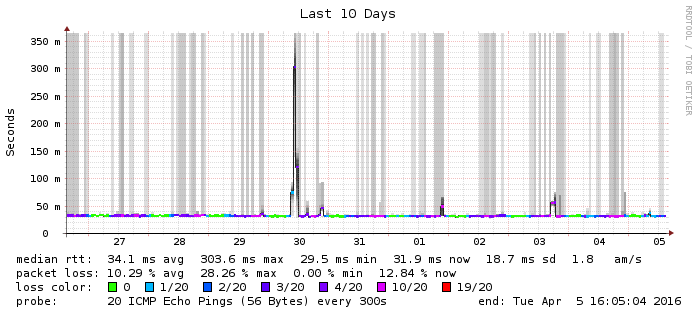 Last 10 Days
RRDTOOL / TOBI OETIKER
Seconds
350 m
300 m
250 m
200 m
150 m
100 m
50 m
0
27 28 29 30 31 01 02 03 04 05
median rtt: 34.1 ms avg 303.6 ms max 29.5 ms min 31.9 ms now 18.7 ms sd 1.8 am/s
packet loss: 10.29 % avg 28.26 % max 0.00 % min 12.84 % now
loss color: 0 1/20 2/20 3/20 4/20 10/20 19/20
probe: 20 ICMP Echo Pings (56 Bytes) every 300s end: Tue Apr 5 16:05:04 2016